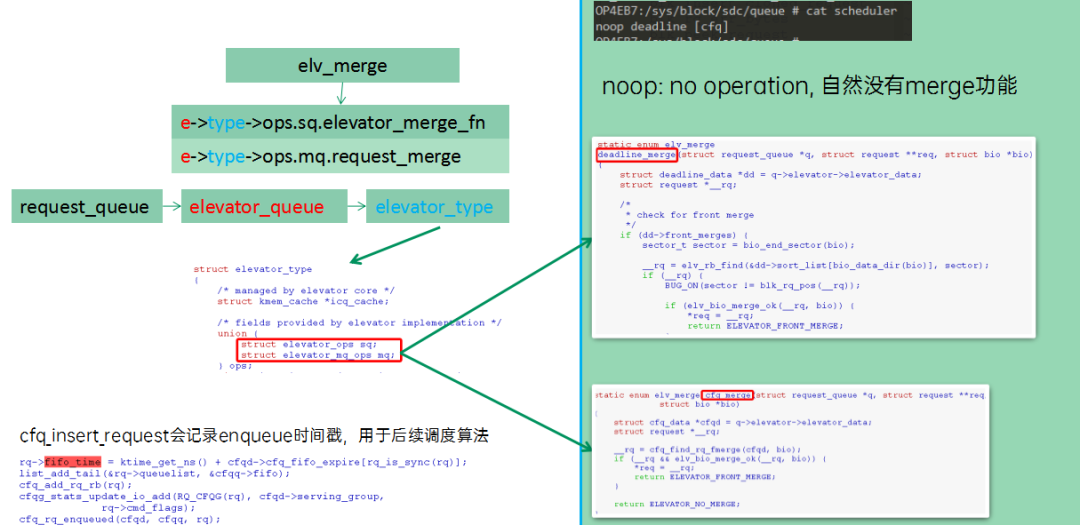 elv_merge
e->type->ops.sq.elevator_merge_fn
e->type->ops.mq.request_merge
request_queue
elevator_queue
elevator_type
struct elevator_type
{
/* managed by elevator core */
struct kmem_cache *icq_cache;
/* fields provided by elevator implementation */
union {
struct elevator_ops sq;
struct elevator_mq_ops mq;
} ops;
cfq_insert_request会记录enqueue时间戳，用于后续调度算法
rq->fifo_time = ktime_get_ns() + cfqd->cfq_fifo_expire[rq_is_sync(rq)];
list_add_tail(&rq->queuelist, &cfqq->fifo);
cfq_add_rq_rb(rq);
cfqg_stats_update_io_add(RQ_CFQG(rq), cfqd->serving_group,
rq->cmd_flags);
cfq_rq_enqueued(cfqd, cfqq, rq);
OP4EB7:/sys/block/sdc/queue # cat scheduler
noop deadline [cfq]
OP4EB7:/sys/block/sdc/queue #
noop: no operation, 自然没有merge功能
static enum elv_merge
deadline_merge(struct request_queue *q, struct request **req, struct bio *bio)
{
struct deadline_data *dd = q->elevator->elevator_data;
struct request *__rq;
/*
* check for front merge
*/
if (dd->front_merges) {
sector_t sector = bio_end_sector(bio);
__rq = elv_rb_find(&dd->sort_list[bio_data_dir(bio)], sector);
if (__rq) {
BUG_ON(sector != blk_rq_pos(__rq));
if (elv_bio_merge_ok(__rq, bio)) {
*req = __rq;
return ELEVATOR_FRONT_MERGE;
static enum elv_merge cfq_merge(struct request_queue *q, struct request **req
struct bio *bio)
{
struct cfq_data *cfqd = q->elevator->elevator_data;
struct request *__rq;
__rq = cfq_find_rq_fmerge(cfqd, bio);
if (__rq && elv_bio_merge_ok(__rq, bio)) {
*req = __rq;
return ELEVATOR_FRONT_MERGE;
}
return ELEVATOR_NO_MERGE;